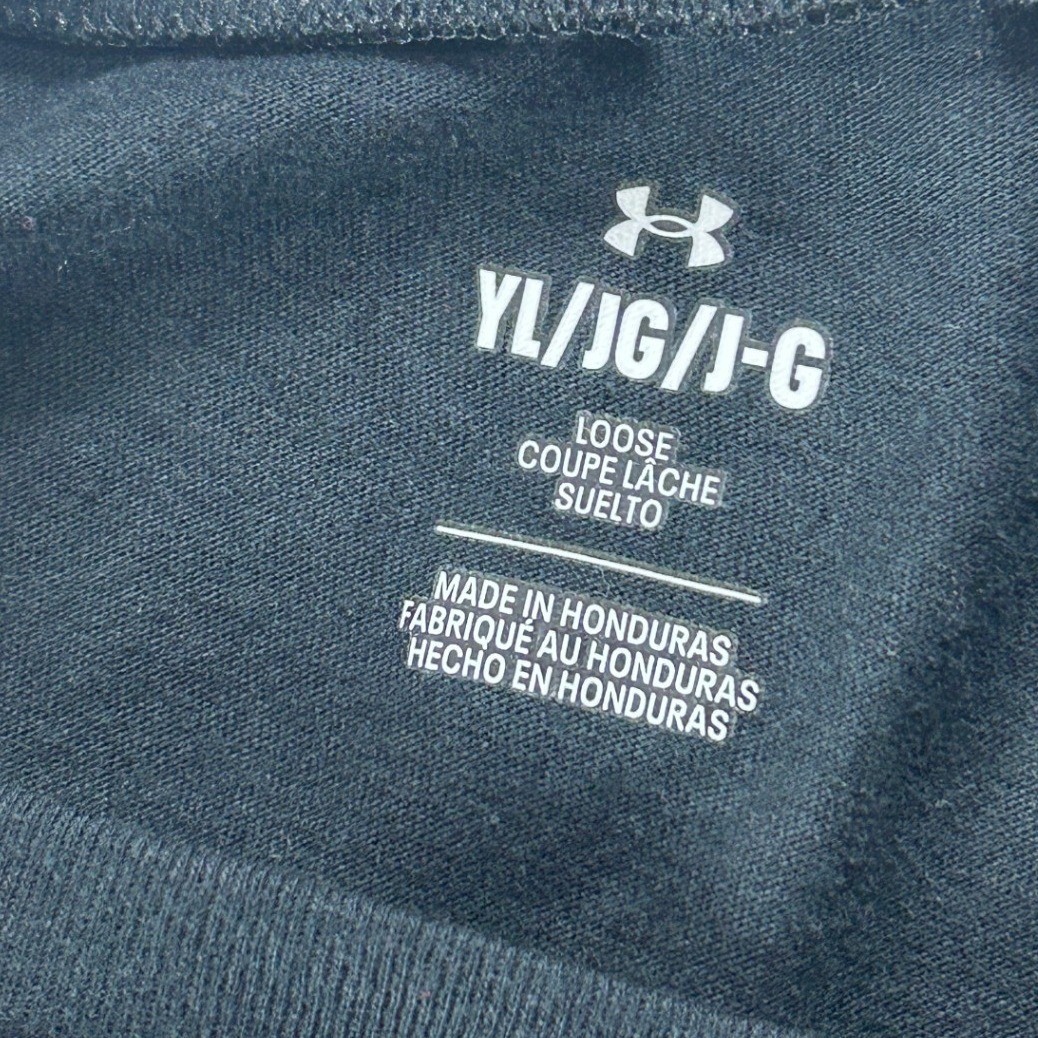 YL/JG/J-G
LOOSE
COUPE LÂCHE
SUELTO
MADE IN HONDURAS
FABRIQUÉ AU HONDURAS
HECHO EN HONDURAS